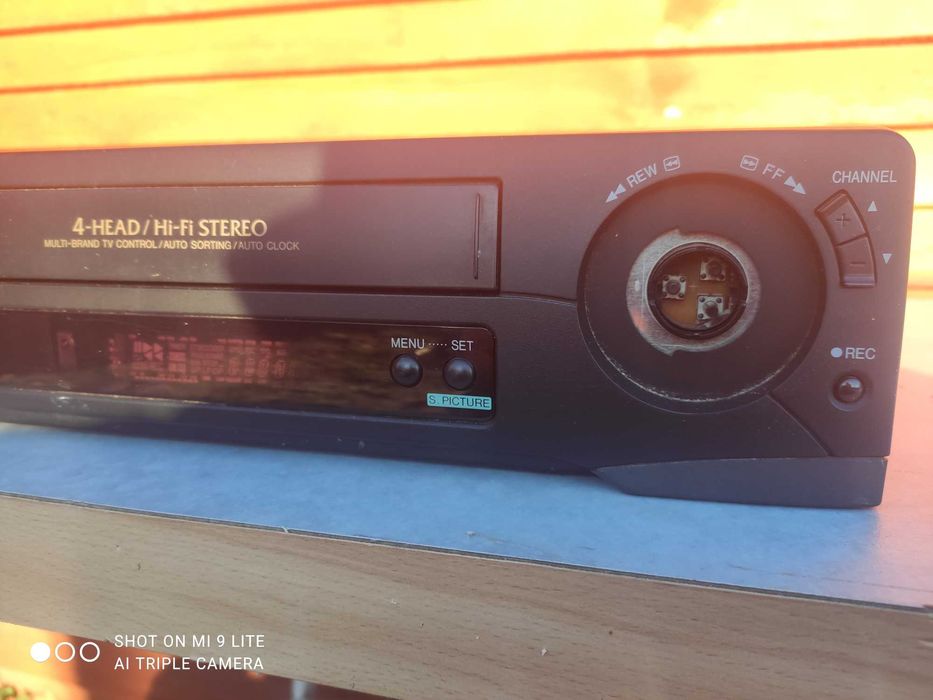 4-HEAD / Hi-Fi STEREO
MULTI-BRAND TV CONTROL/AUTO SORTING/AUTO CLOCK
REW
FF
CHANNEL
+
−
MENU ····· SET
S. PICTURE
REC
SHOT ON MI 9 LITE
AI TRIPLE CAMERA